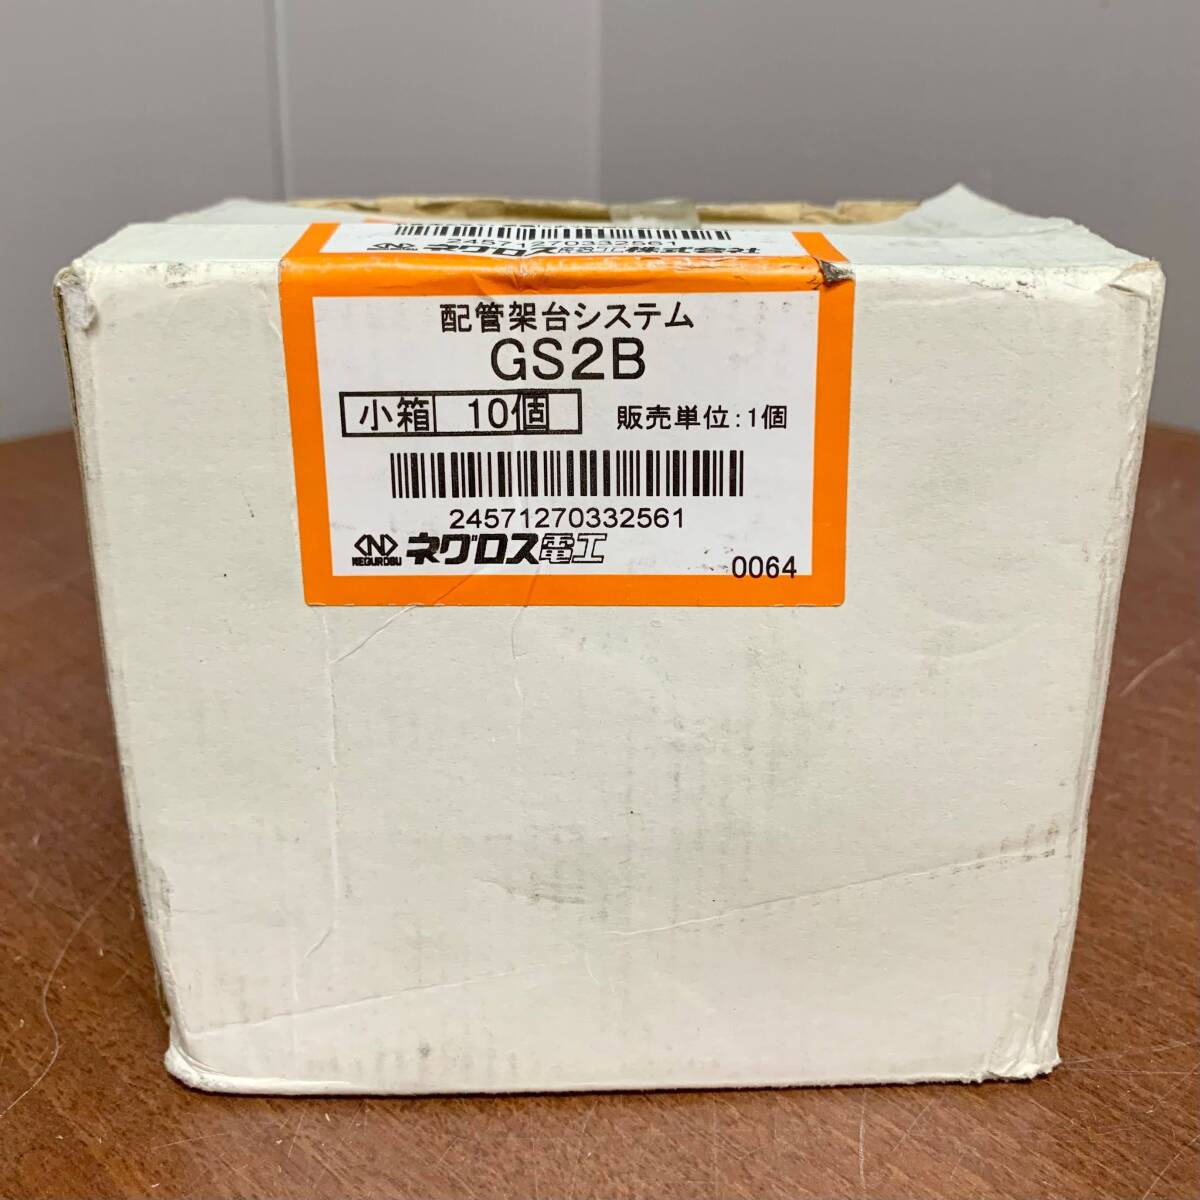 24571270332561
配管架台システム
GS2B
小箱 10個
販売単位:1個
24571270332561
NEGUROSU ネグロス電工
0064